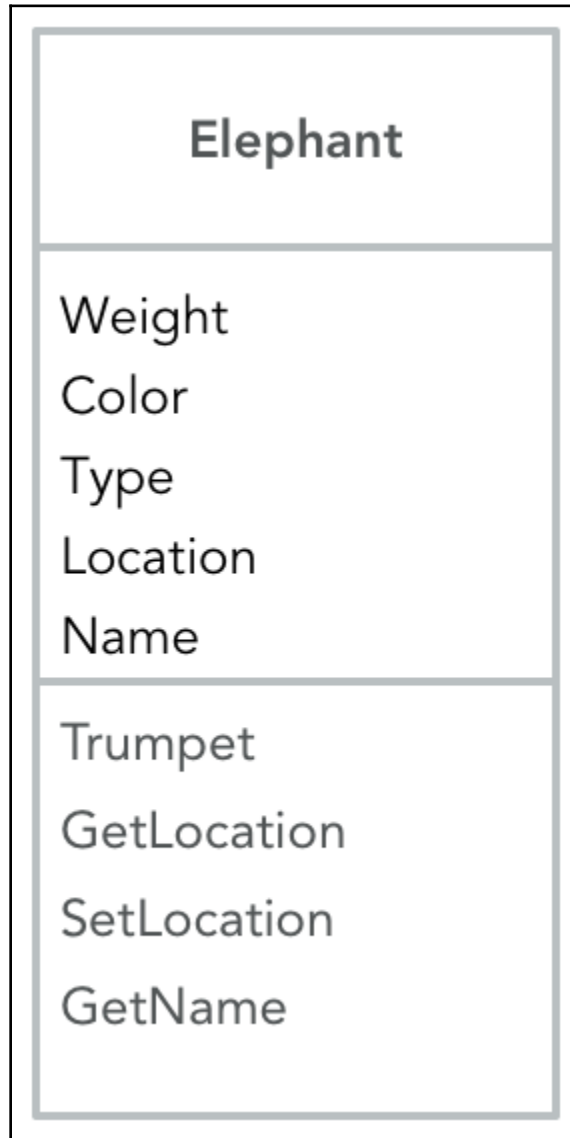 Elephant
Weight
Color
Type
Location
Name
Trumpet
GetLocation
SetLocation
GetName